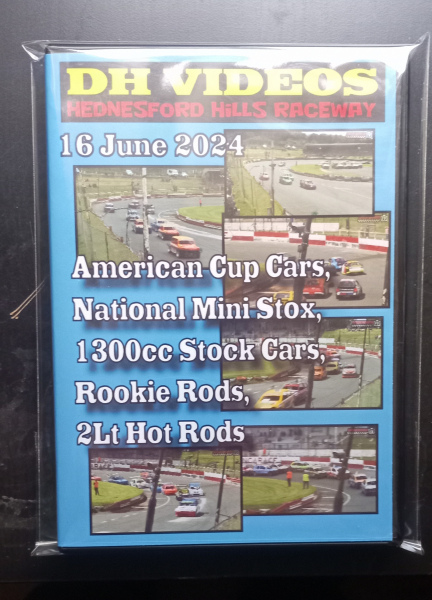 DH VIDEOS
HEDNESFORD HILLS RACEWAY
16 June 2024
American Cup Cars,
National Mini Stox,
1300cc Stock Cars,
Rookie Rods,
2Lt Hot Rods